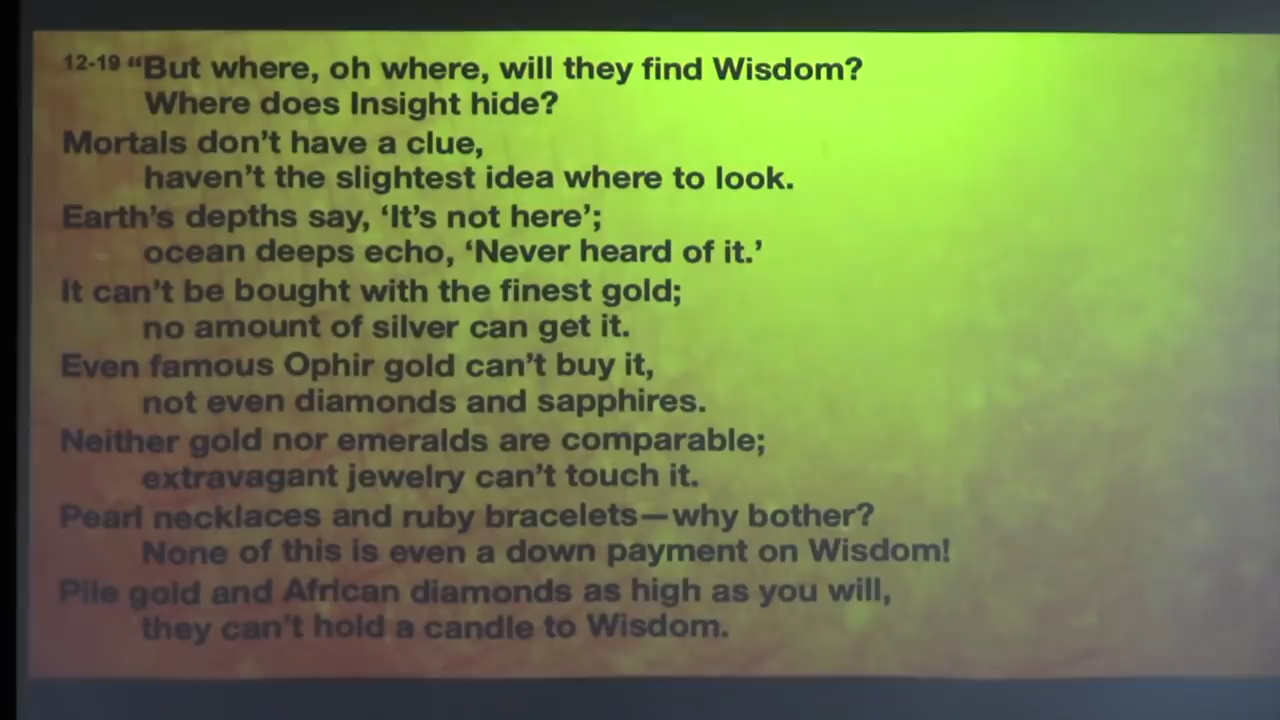 12-19 “But where, oh where, will they find Wisdom?
Where does Insight hide?
Mortals don’t have a clue,
haven’t the slightest idea where to look.
Earth’s depths say, ‘It’s not here’;
ocean deeps echo, ‘Never heard of it.’
It can’t be bought with the finest gold;
no amount of silver can get it.
Even famous Ophir gold can’t buy it,
not even diamonds and sapphires.
Neither gold nor emeralds are comparable;
extravagant jewelry can’t touch it.
Pearl necklaces and ruby bracelets—why bother?
None of this is even a down payment on Wisdom!
Pile gold and African diamonds as high as you will,
they can’t hold a candle to Wisdom.